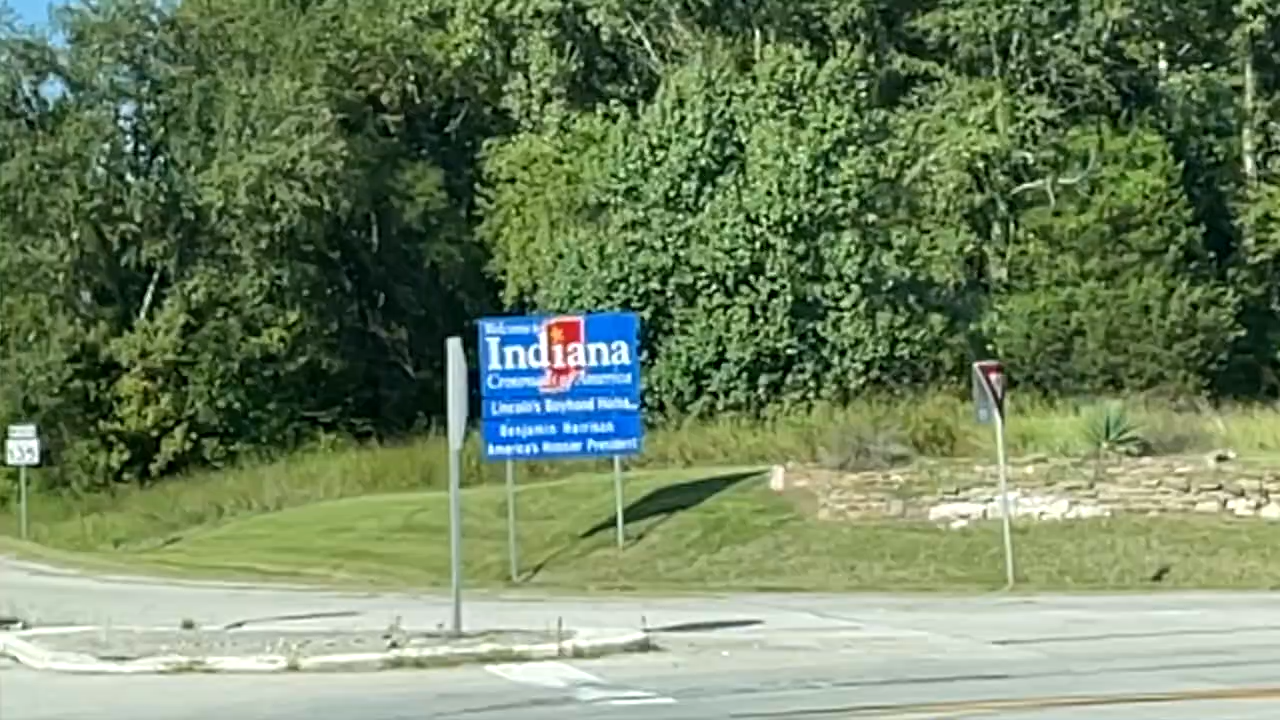 Welcome to
Indiana
Crossroads of America
Lincoln's Boyhood Home
Benjamin Harrison
America's Hoosier President